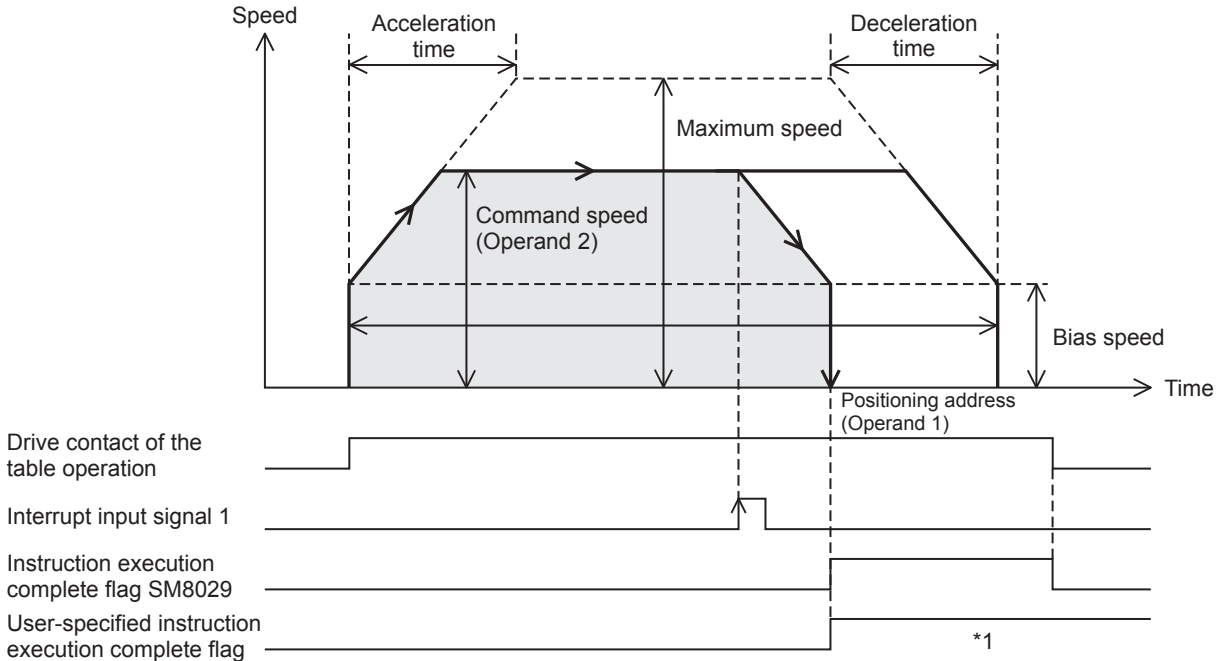 Speed
Acceleration
time
Deceleration
time
Maximum speed
Command speed
(Operand 2)
Bias speed
Time
Positioning address
(Operand 1)
Drive contact of the
table operation
Interrupt input signal 1
Instruction execution
complete flag SM8029
User-specified instruction
execution complete flag
*1